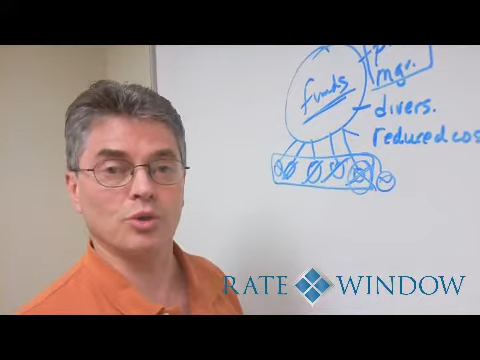 mgr.
funds
divers.
reduced cos
RATE WINDOW